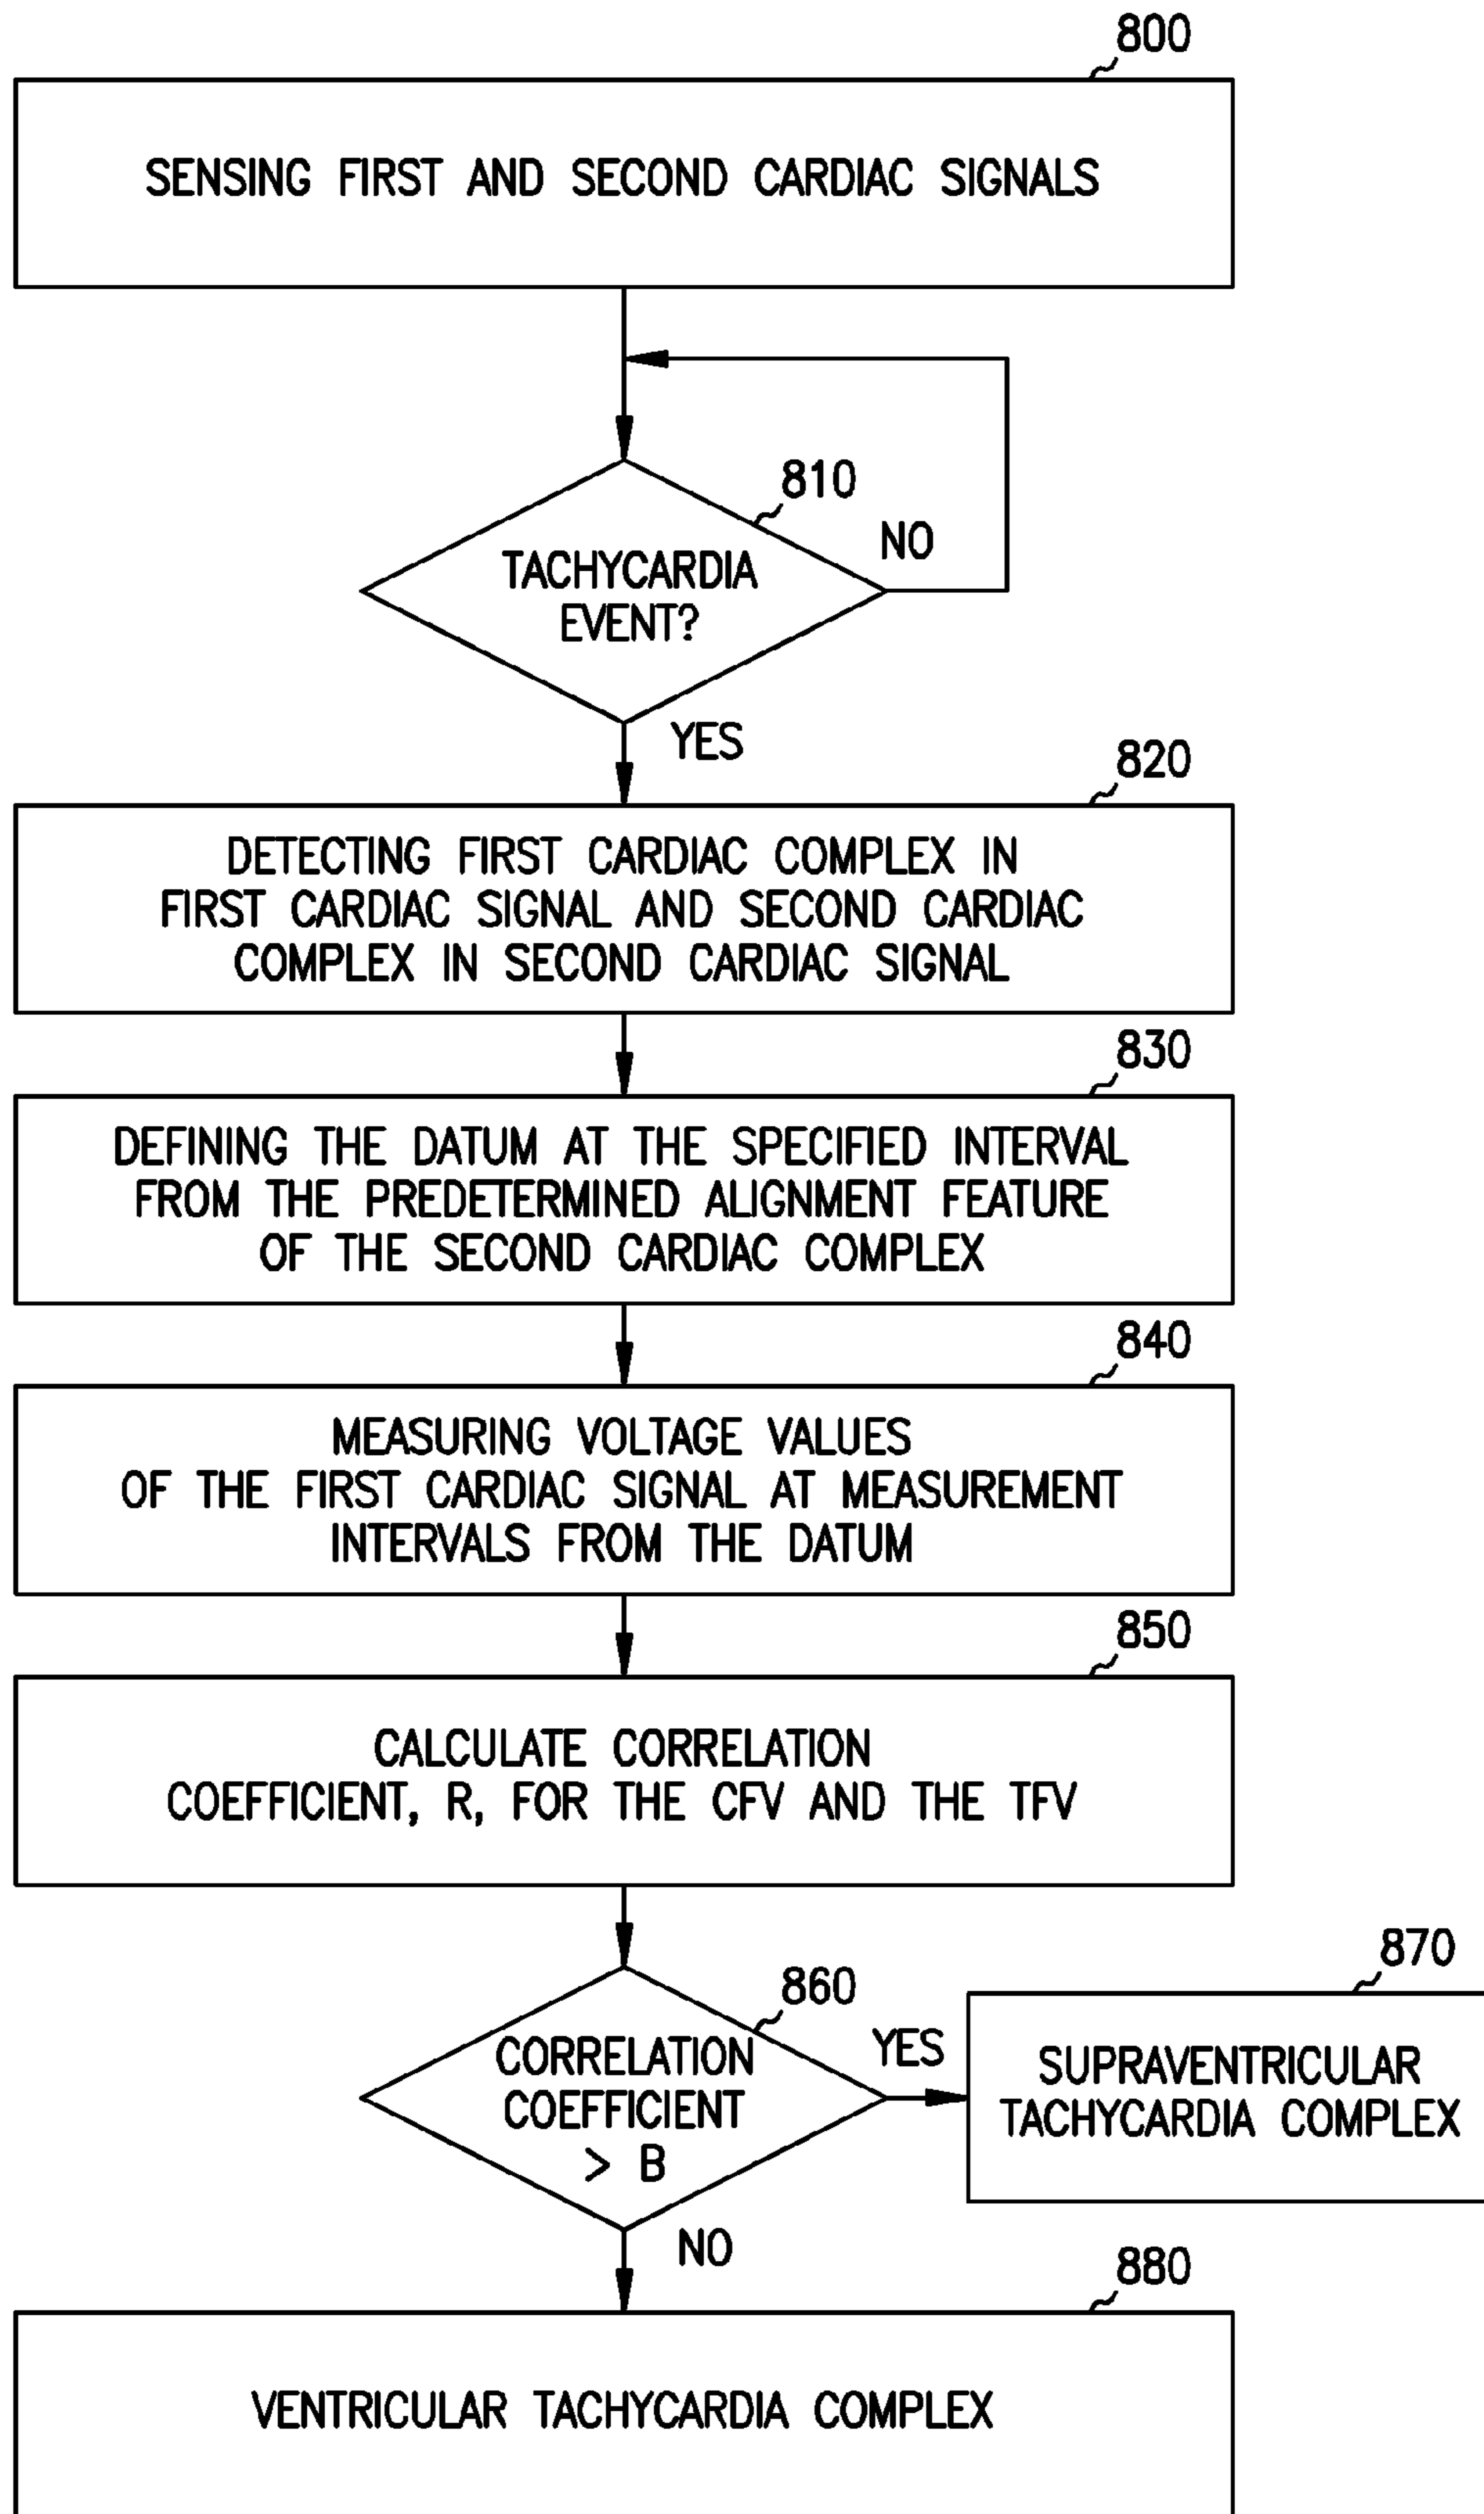 800
SENSING FIRST AND SECOND CARDIAC SIGNALS
810
NO
TACHYCARDIA
EVENT?
YES
820
DETECTING FIRST CARDIAC COMPLEX IN
FIRST CARDIAC SIGNAL AND SECOND CARDIAC
COMPLEX IN SECOND CARDIAC SIGNAL
830
DEFINING THE DATUM AT THE SPECIFIED INTERVAL
FROM THE PREDETERMINED ALIGNMENT FEATURE
OF THE SECOND CARDIAC COMPLEX
840
MEASURING VOLTAGE VALUES
OF THE FIRST CARDIAC SIGNAL AT MEASUREMENT
INTERVALS FROM THE DATUM
850
CALCULATE CORRELATION
COEFFICIENT, R, FOR THE CFV AND THE TFV
860
CORRELATION
COEFFICIENT
> B
YES
870
SUPRAVENTRICULAR
TACHYCARDIA COMPLEX
NO
880
VENTRICULAR TACHYCARDIA COMPLEX